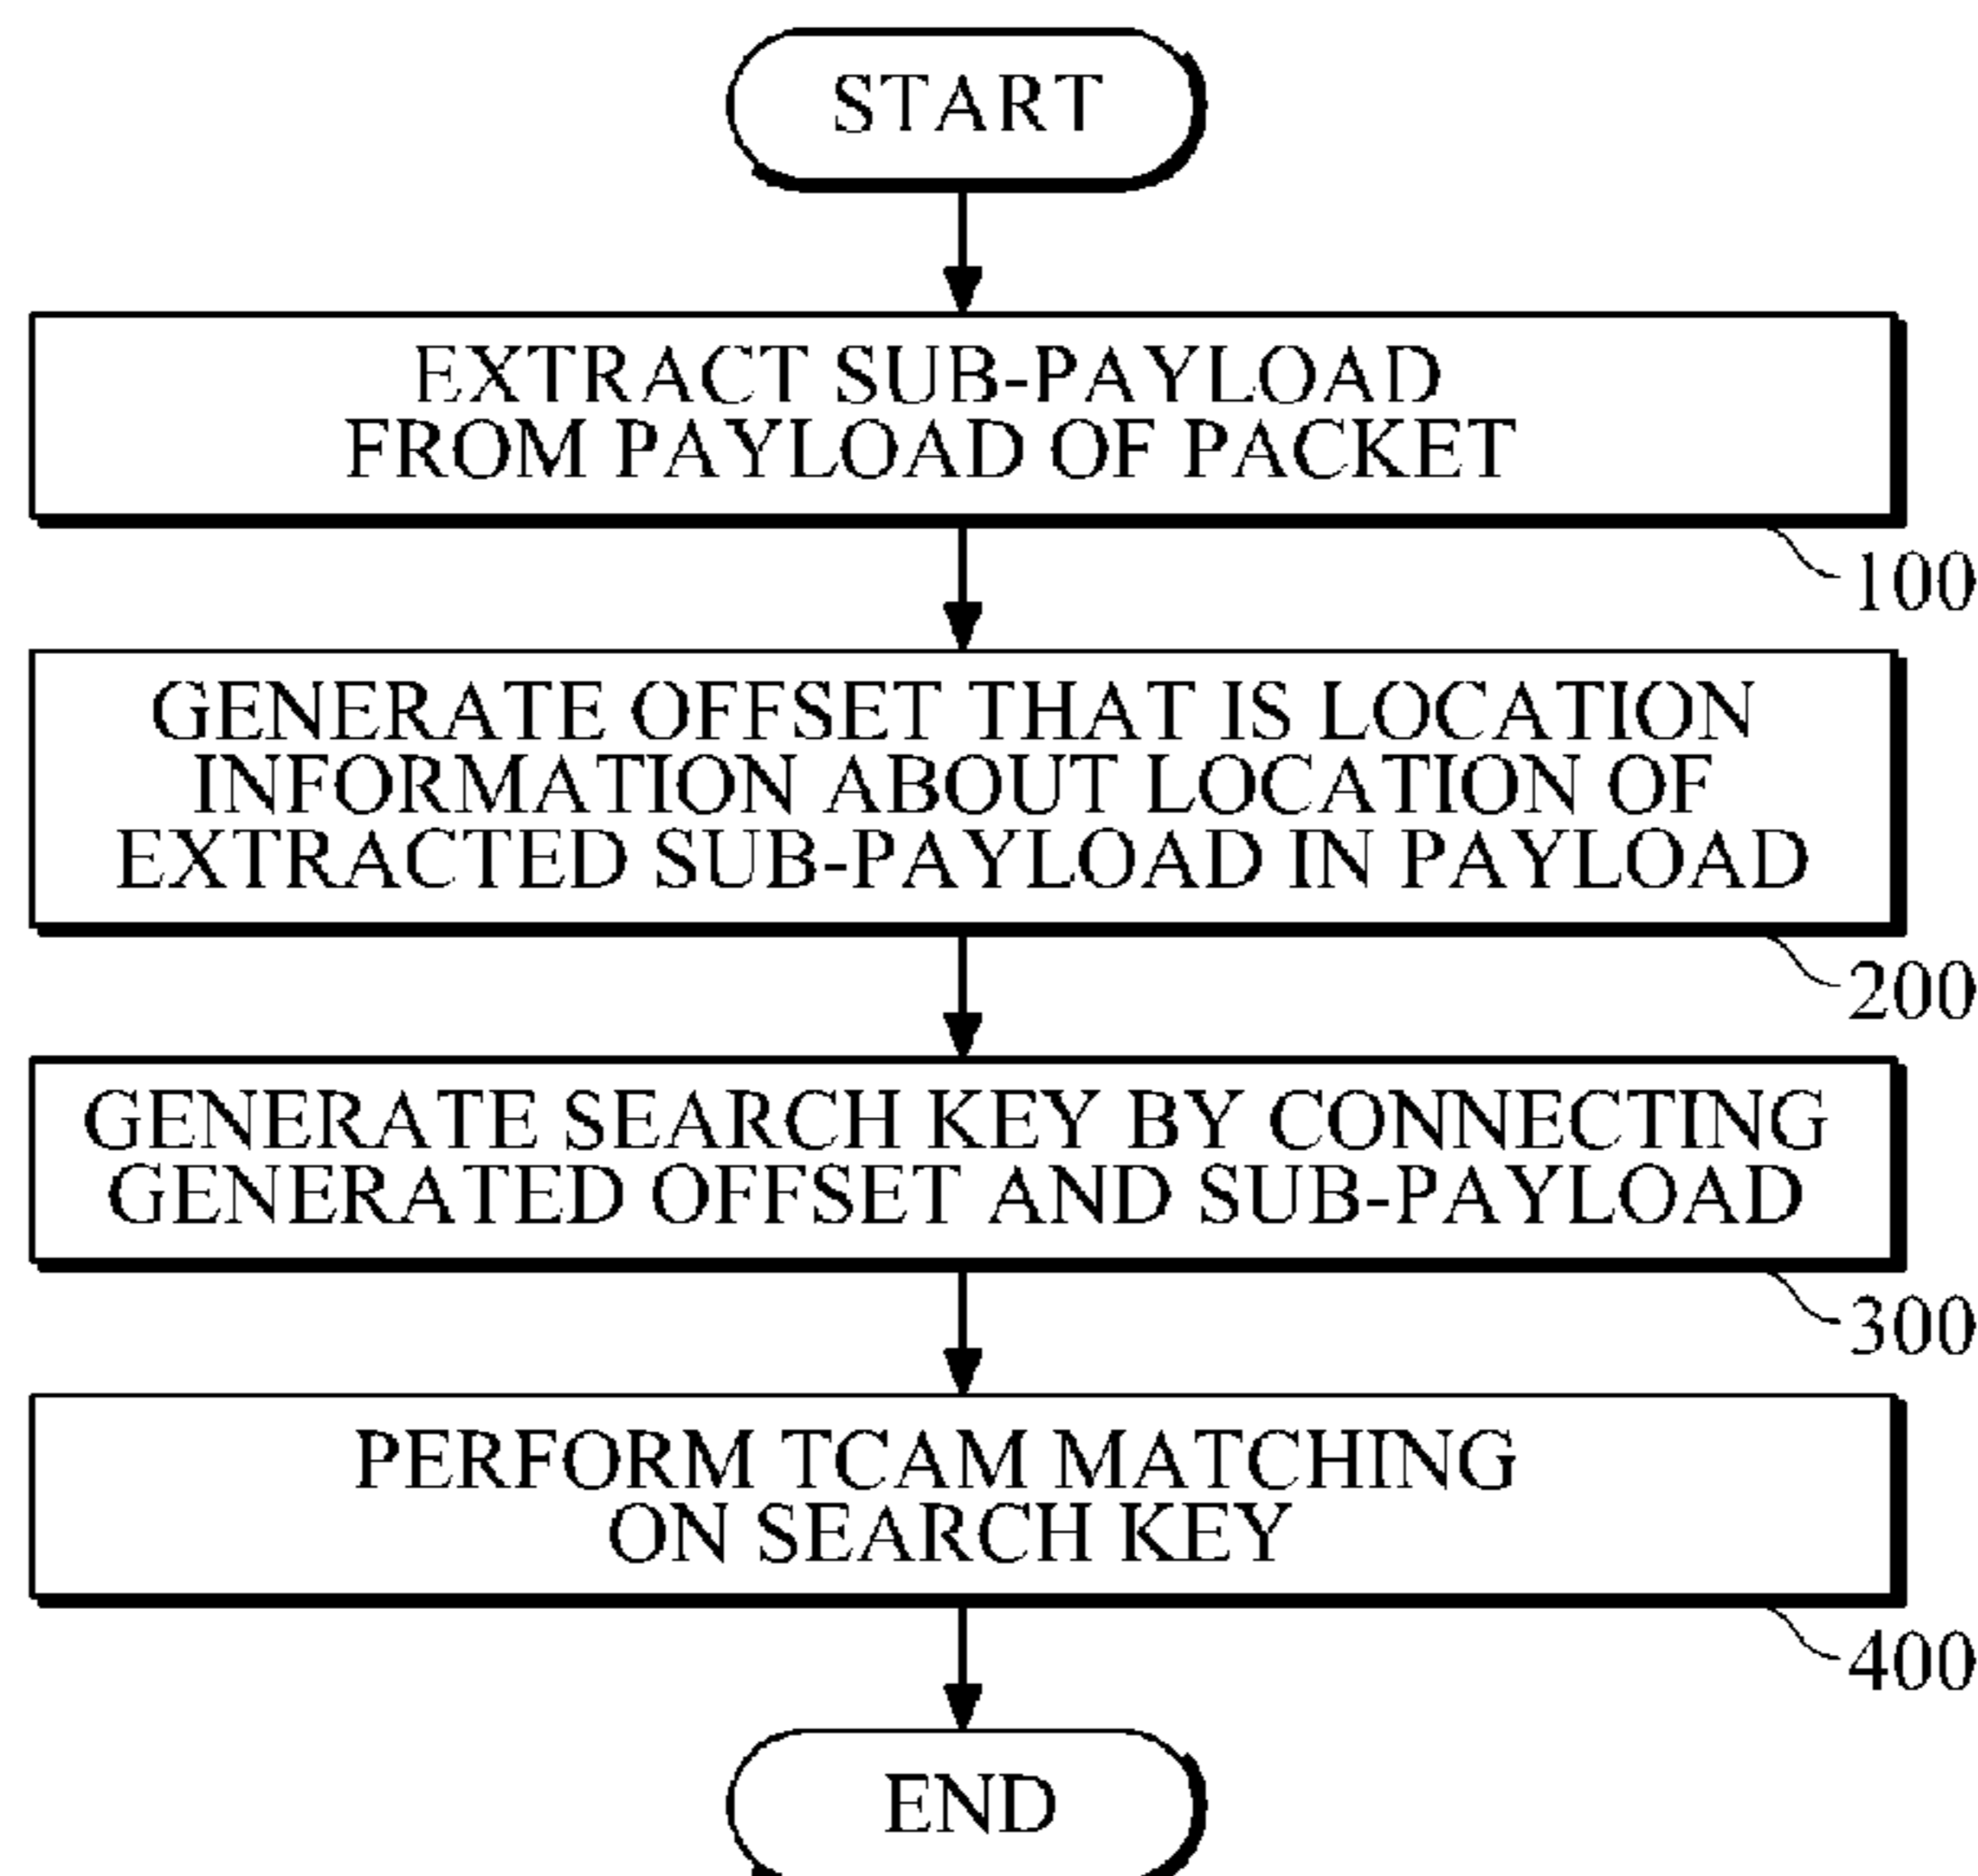 START
EXTRACT SUB-PAYLOAD
FROM PAYLOAD OF PACKET
100
GENERATE OFFSET THAT IS LOCATION
INFORMATION ABOUT LOCATION OF
EXTRACTED SUB-PAYLOAD IN PAYLOAD
200
GENERATE SEARCH KEY BY CONNECTING
GENERATED OFFSET AND SUB-PAYLOAD
300
PERFORM TCAM MATCHING
ON SEARCH KEY
400
END